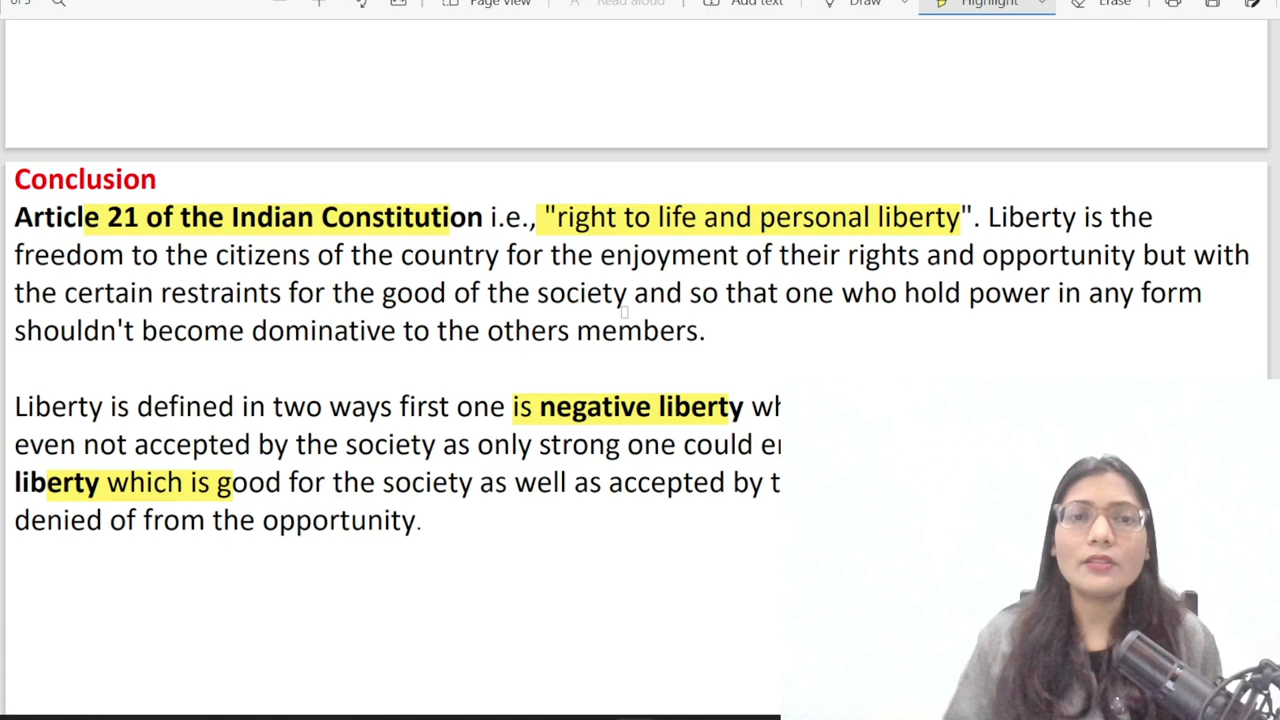 of 5
Page view
Read aloud
Add text
Draw
Highlight
Erase
Conclusion
Article 21 of the Indian Constitution i.e., "right to life and personal liberty". Liberty is the
freedom to the citizens of the country for the enjoyment of their rights and opportunity but with
the certain restraints for the good of the society and so that one who hold power in any form
shouldn't become dominative to the others members.
Liberty is defined in two ways first one is negative liberty
even not accepted by the society as only strong one could
liberty which is good for the society as well as accepted by
denied of from the opportunity.